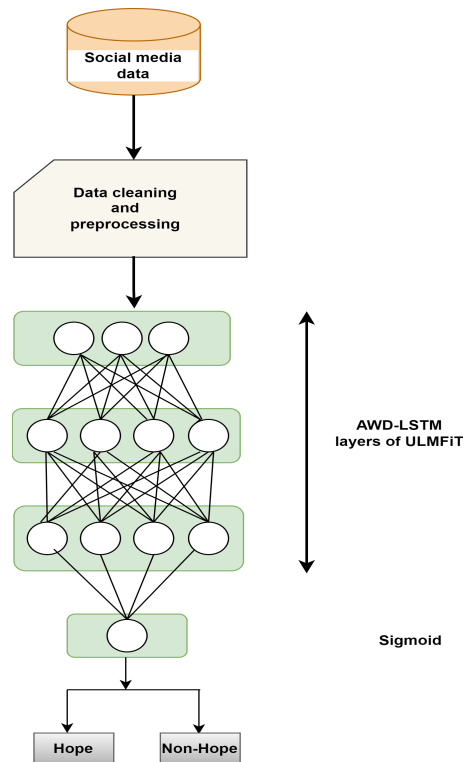 Social media
data
Data cleaning
and
preprocessing
AWD-LSTM
layers of ULMFiT
Sigmoid
Hope
Non-Hope